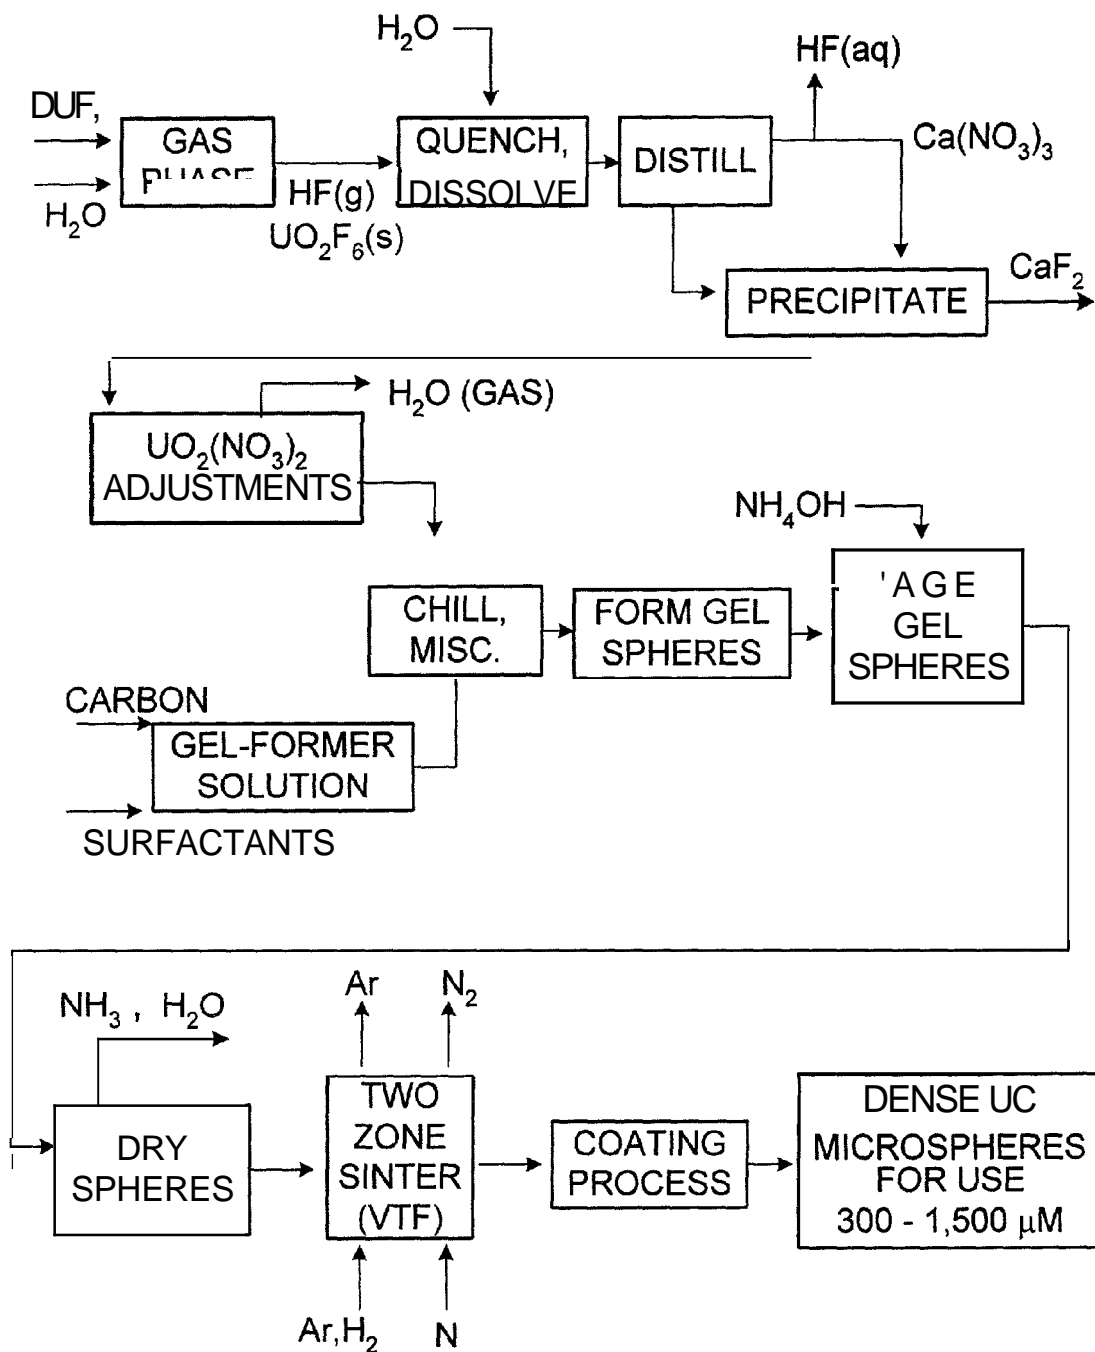 H₂O
HF(aq)
DUF,
GAS
QUENCH,
DISSOLVE
DISTILL
Ca(NO₃)₃
H₂O
HF(g)
UO₂F₆(s)
PRECIPITATE
CaF₂
H₂O (GAS)
UO₂(NO₃)₂
ADJUSTMENTS
NH₄OH
CHILL,
MISC.
FORM GEL
SPHERES
'AGE
GEL
SPHERES
CARBON
GEL-FORMER
SOLUTION
SURFACTANTS
NH₃ , H₂O
Ar
N₂
DRY
SPHERES
TWO
ZONE
SINTER
(VTF)
COATING
PROCESS
DENSE UC
MICROSPHERES
FOR USE
300 - 1,500 μM
Ar,H₂
N